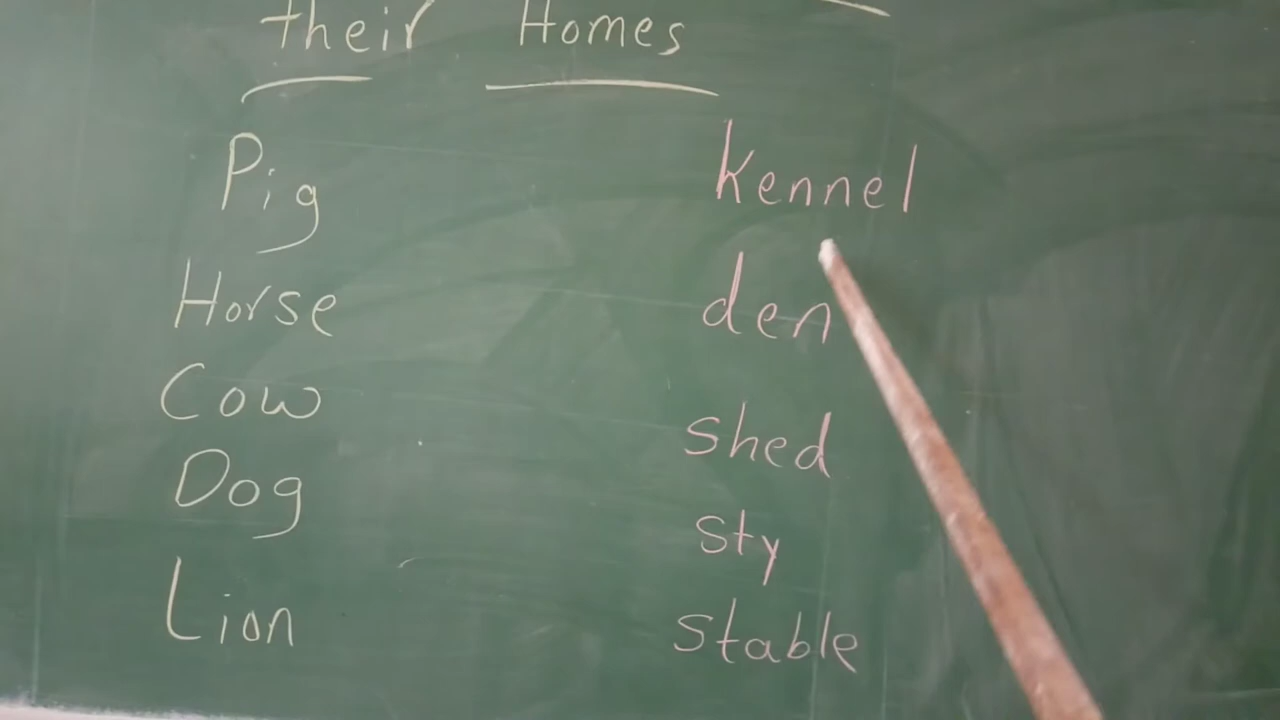 their Homes
Pig kennel
Horse den
Cow shed
Dog sty
Lion stable